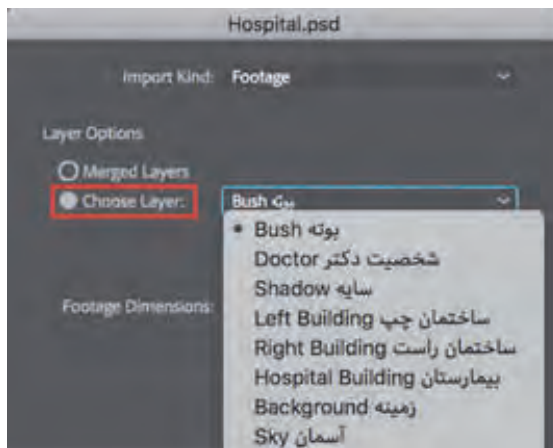 Hospital.psd
Import Kind: Footage
Layer Options
Merged Layers
Choose Layer: Bush بوته
Bush بوته
Doctor شخصیت دکتر
Shadow سایه
Left Building ساختمان چپ
Right Building ساختمان راست
Hospital Building بیمارستان
Background زمینه
Footage Dimensions:
Sky آسمان